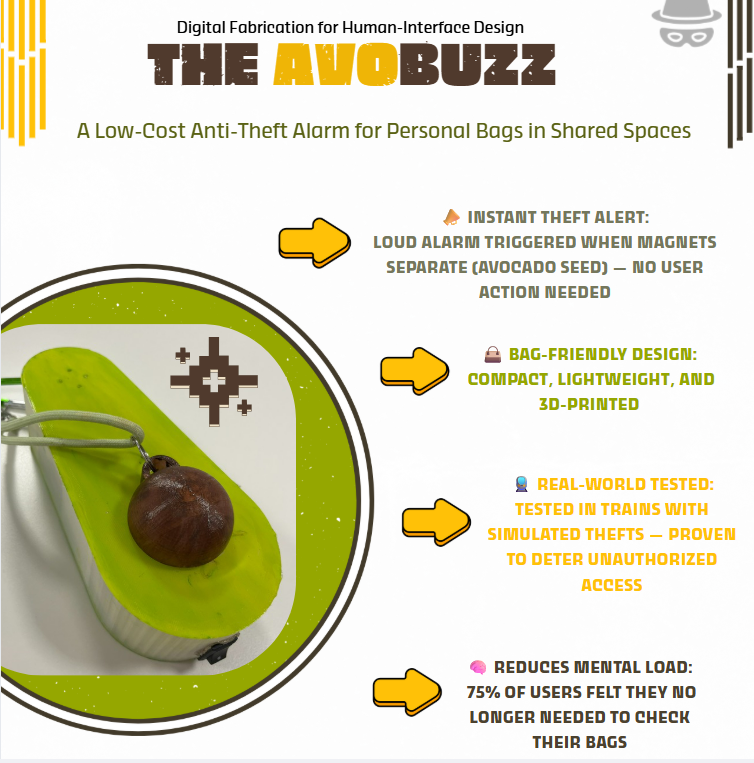 Digital Fabrication for Human-Interface Design
THE AVOBUZZ
A Low-Cost Anti-Theft Alarm for Personal Bags in Shared Spaces
📣 INSTANT THEFT ALERT:
LOUD ALARM TRIGGERED WHEN MAGNETS
SEPARATE (AVOCADO SEED) – NO USER
ACTION NEEDED
👜 BAG-FRIENDLY DESIGN:
COMPACT, LIGHTWEIGHT, AND
3D-PRINTED
REAL-WORLD TESTED:
TESTED IN TRAINS WITH
SIMULATED THEFTS – PROVEN
TO DETER UNAUTHORIZED
ACCESS
🧠 REDUCES MENTAL LOAD:
75% OF USERS FELT THEY NO
LONGER NEEDED TO CHECK
THEIR BAGS